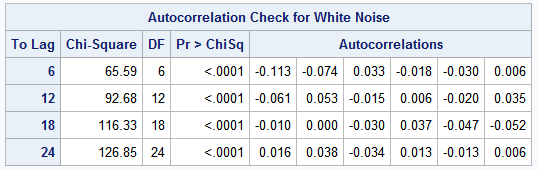 Autocorrelation Check for White Noise
To Lag Chi-Square DF Pr > ChiSq Autocorrelations
6 65.59 6 <.0001 -0.113 -0.074 0.033 -0.018 -0.030 0.006
12 92.68 12 <.0001 -0.061 0.053 -0.015 0.006 -0.020 0.035
18 116.33 18 <.0001 -0.010 0.000 -0.030 0.037 -0.047 -0.052
24 126.85 24 <.0001 0.016 0.038 -0.034 0.013 -0.013 0.006